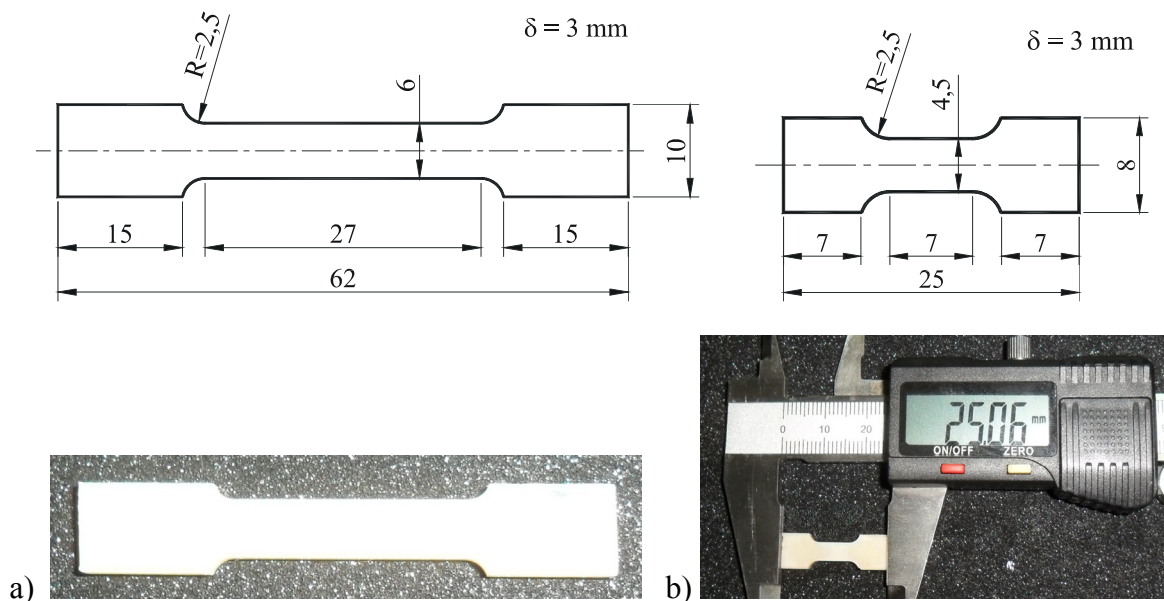 δ = 3 mm
R=2,5
6
10
15
27
15
62
δ = 3 mm
R=2,5
4,5
8
7
7
7
25
25.06 mm
0 10 20
ON/OFF ZERO
a)
b)